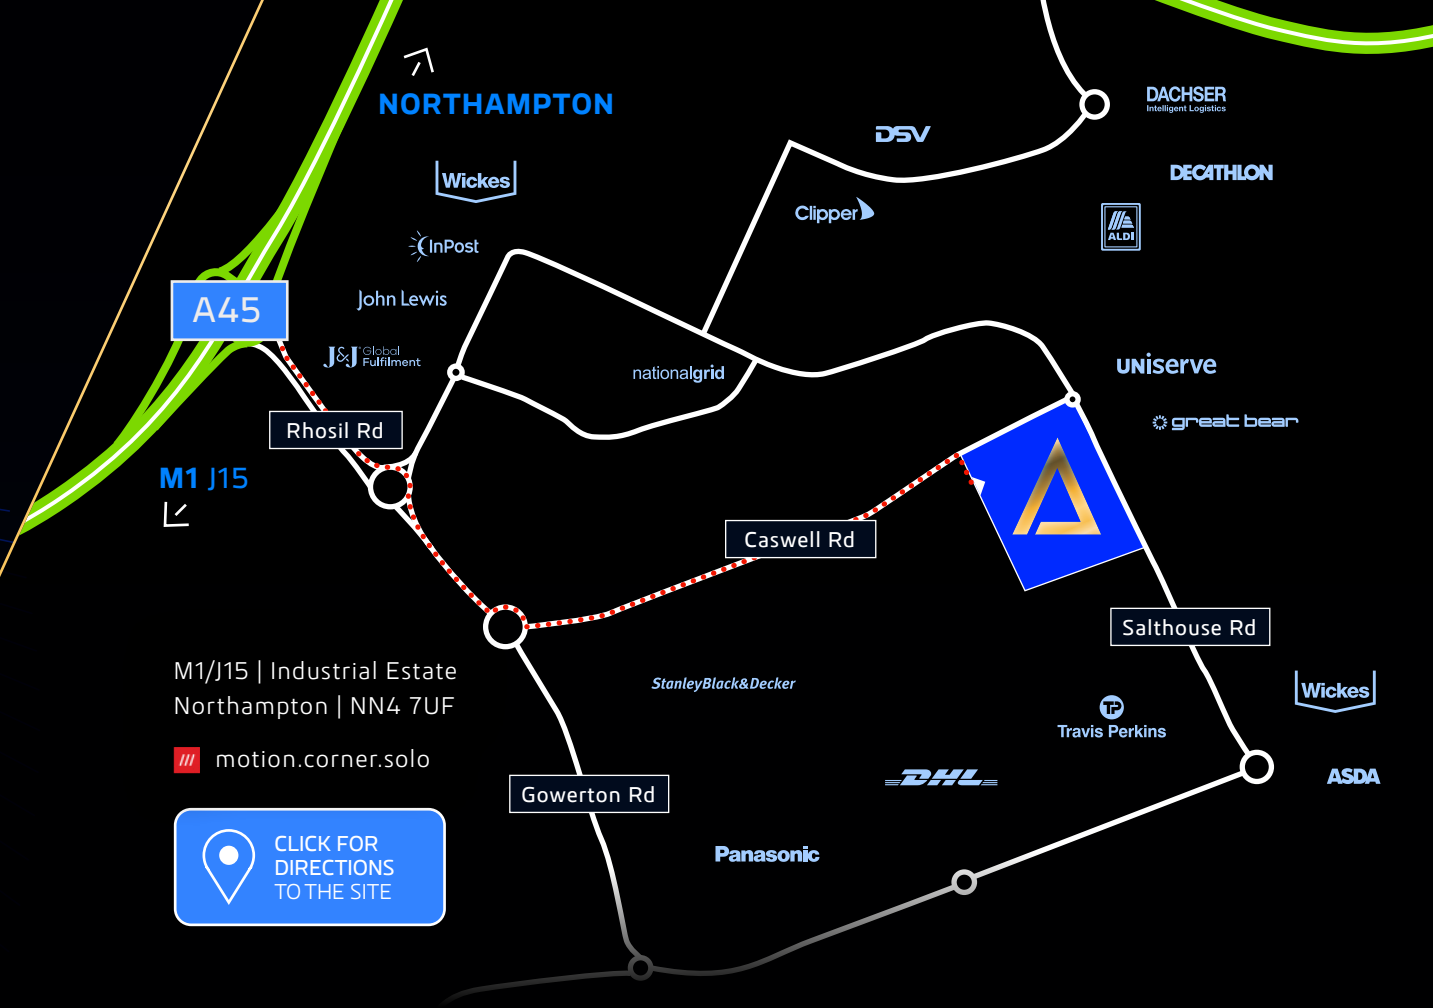 NORTHAMPTON
DACHSER
Intelligent Logistics
DSV
DECATHLON
Wickes
Clipper
ALDI
InPost
A45
John Lewis
J&J Global
Fulfilment
nationalgrid
UNiserve
great bear
Rhosil Rd
M1 J15
Caswell Rd
Salthouse Rd
M1/J15 | Industrial Estate
Northampton | NN4 7UF
StanleyBlack&Decker
Wickes
TP
Travis Perkins
motion.corner.solo
DHL
ASDA
Gowerton Rd
CLICK FOR
DIRECTIONS
TO THE SITE
Panasonic